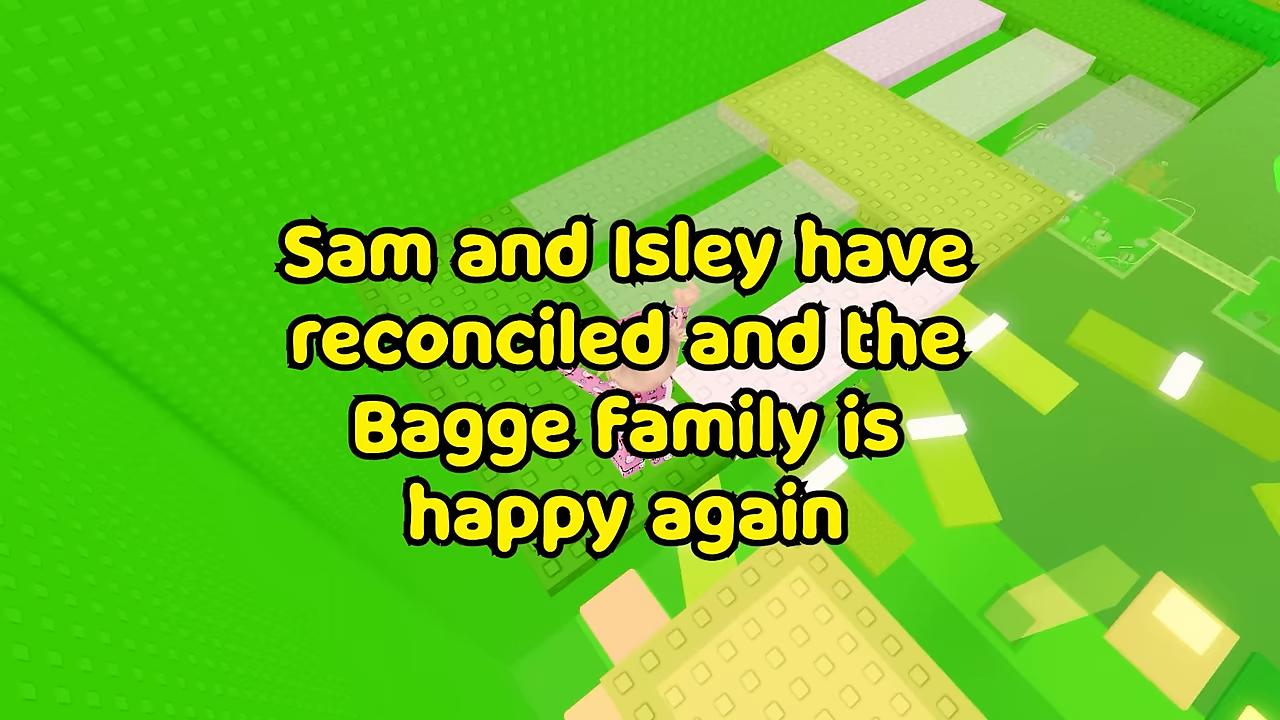 Sam and Isley have
reconciled and the
Bagge family is
happy again